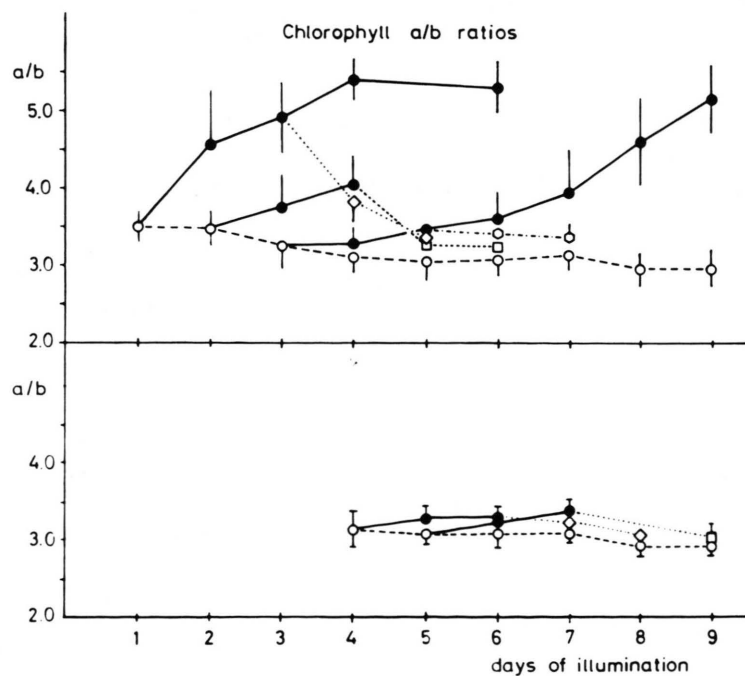 Chlorophyll a/b ratios
a/b
5.0
4.0
3.0
2.0
a/b
4.0
3.0
2.0
1 2 3 4 5 6 7 8 9
days of illumination